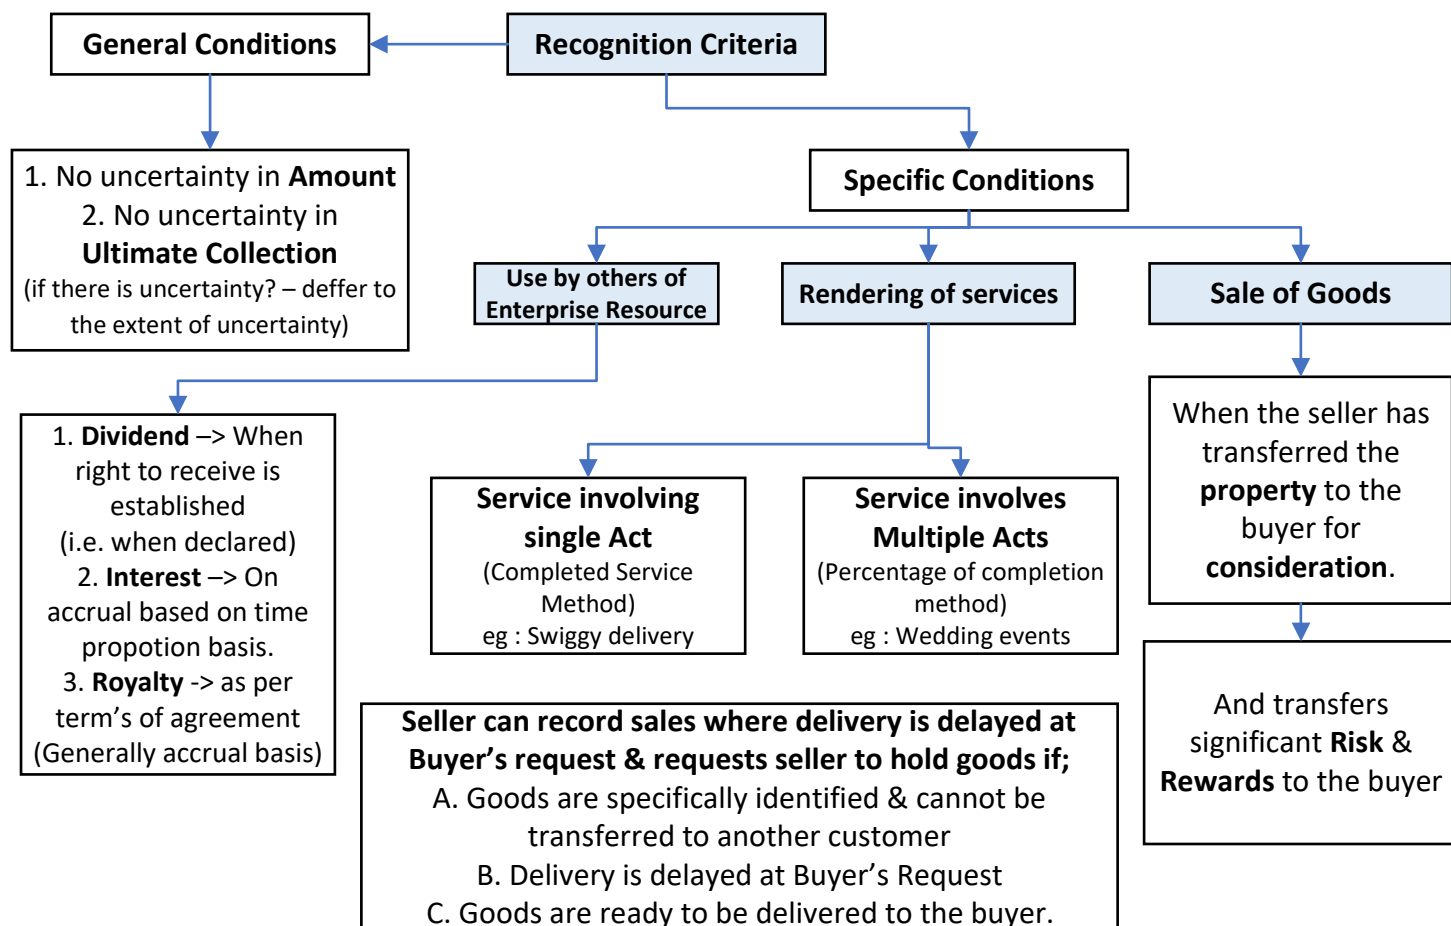 General Conditions
Recognition Criteria
1. No uncertainty in Amount
2. No uncertainty in
Ultimate Collection
(if there is uncertainty? – deffer to
the extent of uncertainty)
Specific Conditions
Use by others of
Enterprise Resource
Rendering of services
Sale of Goods
1. Dividend –> When
right to receive is
established
(i.e. when declared)
2. Interest –> On
accrual based on time
propotion basis.
3. Royalty -> as per
term’s of agreement
(Generally accrual basis)
Service involving
single Act
(Completed Service
Method)
eg : Swiggy delivery
Service involves
Multiple Acts
(Percentage of completion
method)
eg : Wedding events
When the seller has
transferred the
property to the
buyer for
consideration.
And transfers
significant Risk &
Rewards to the buyer
Seller can record sales where delivery is delayed at
Buyer’s request & requests seller to hold goods if;
A. Goods are specifically identified & cannot be
transferred to another customer
B. Delivery is delayed at Buyer’s Request
C. Goods are ready to be delivered to the buyer.